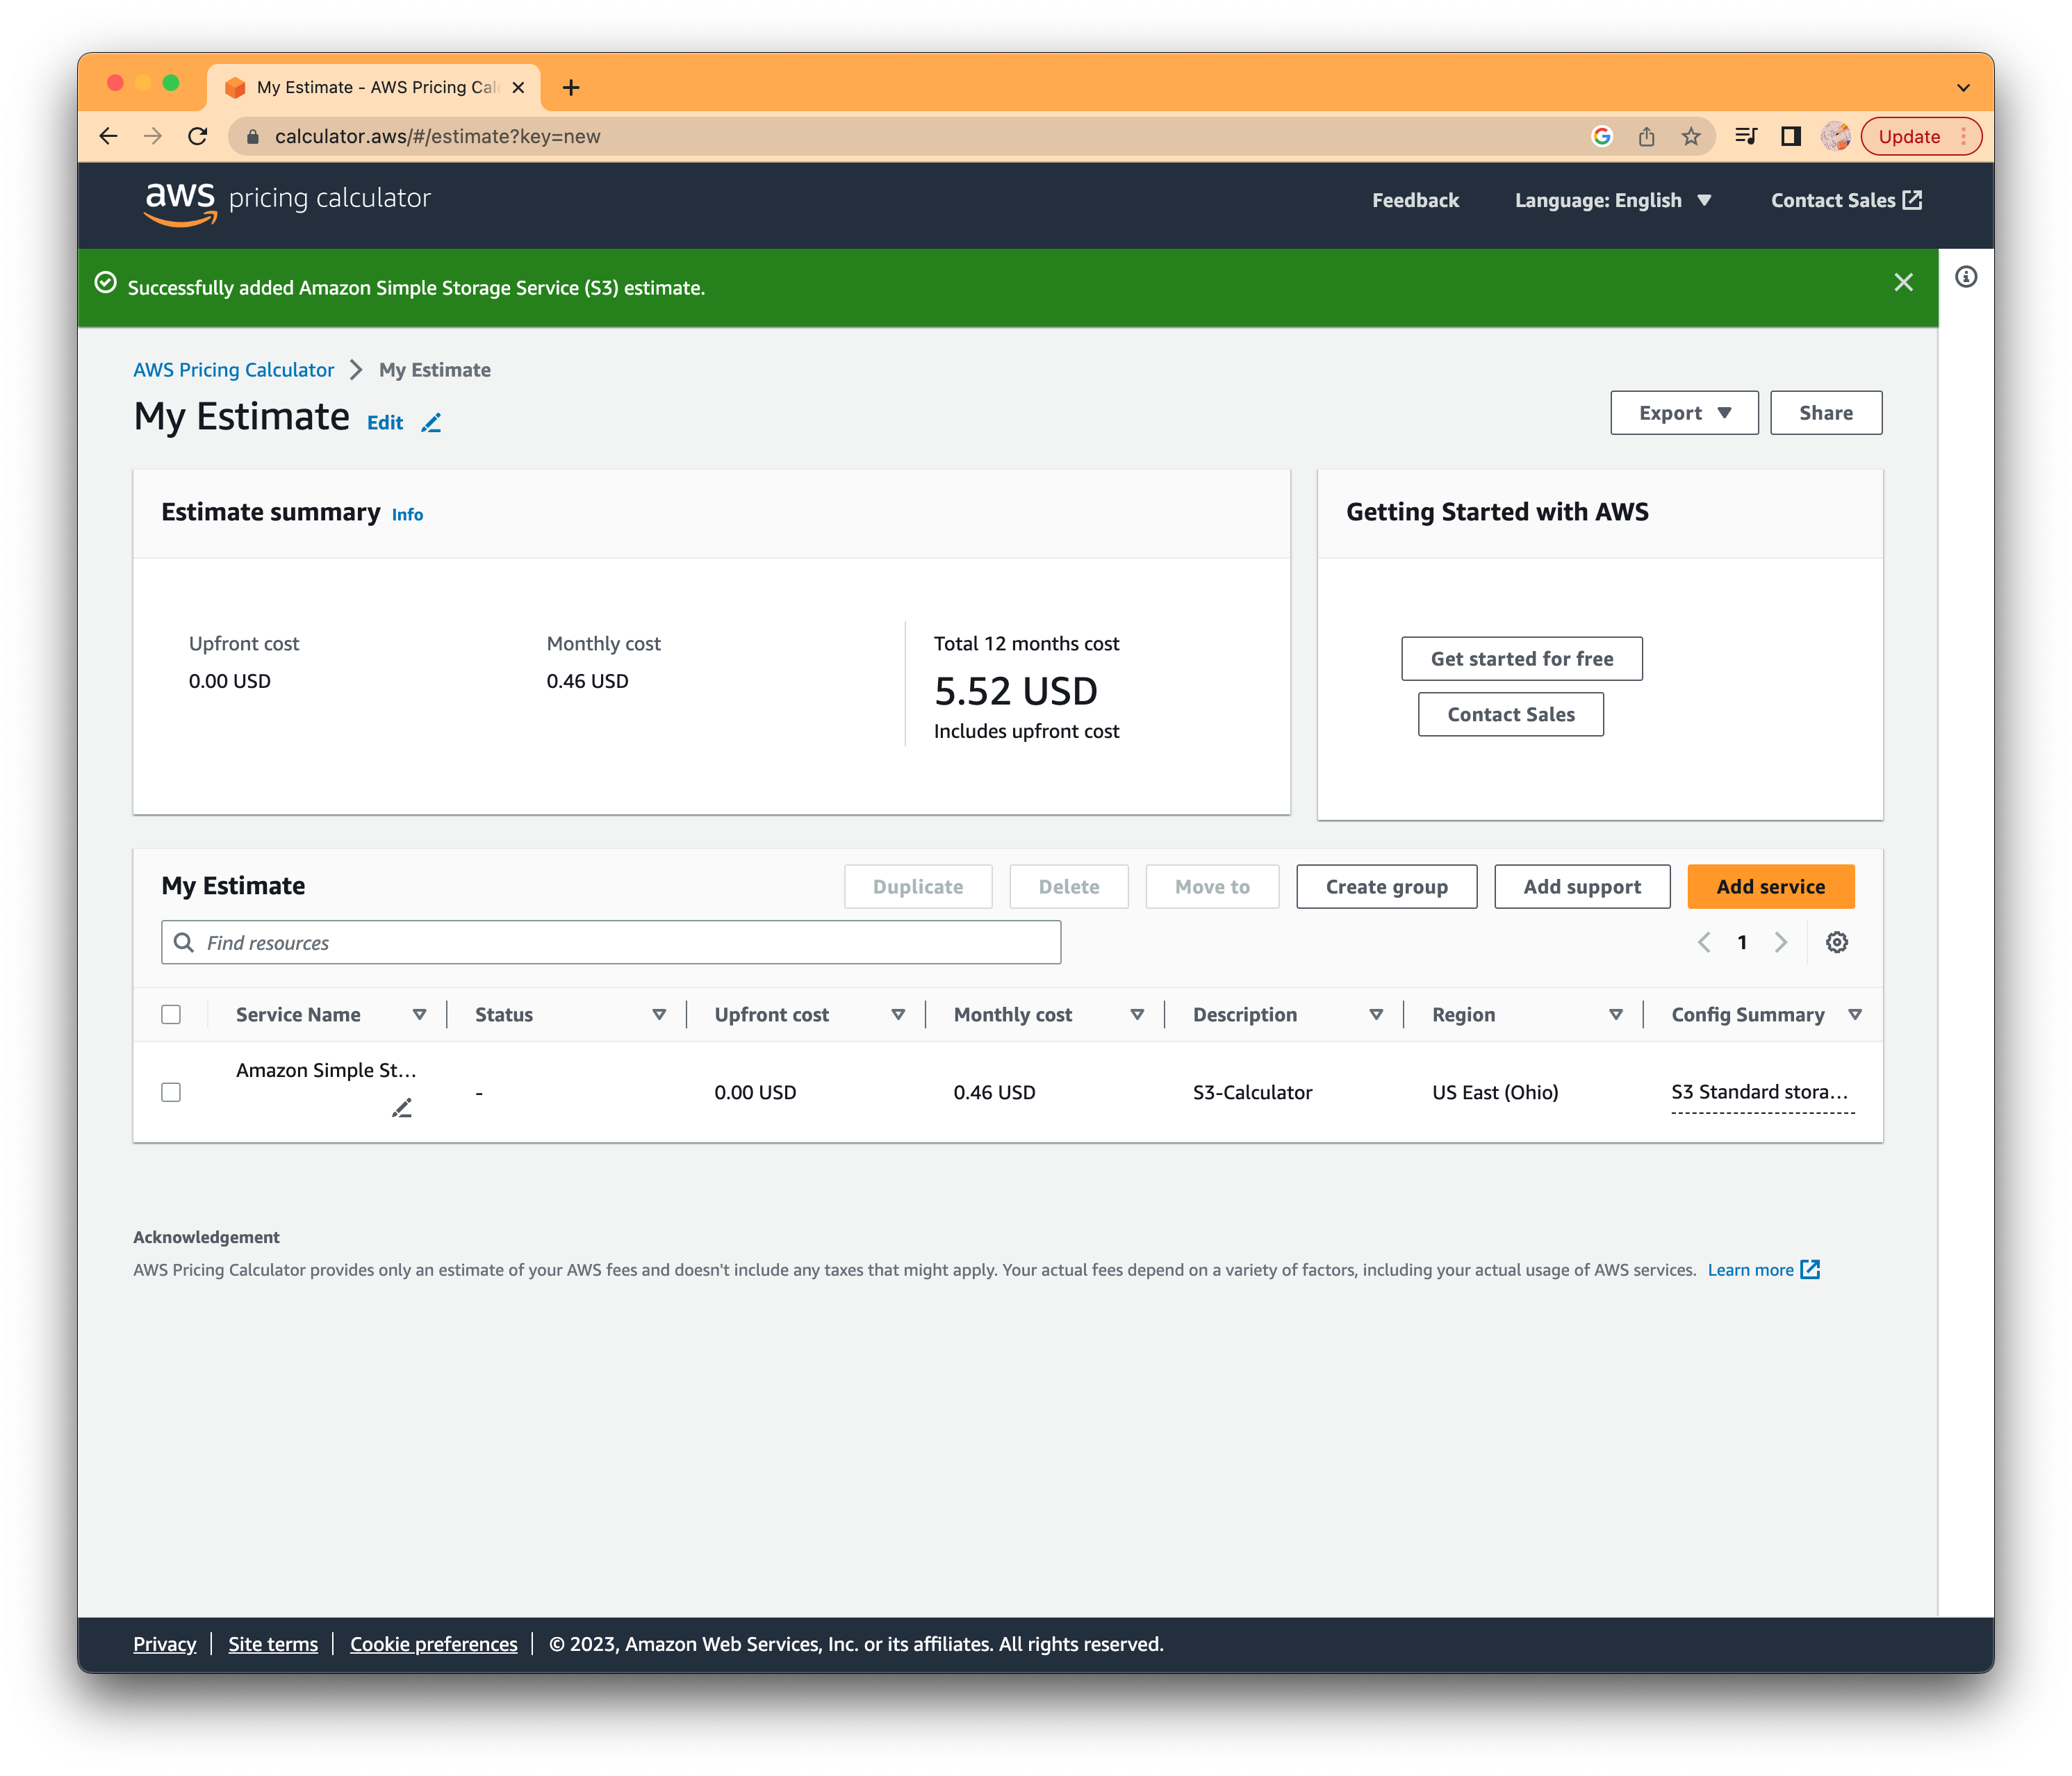 My Estimate - AWS Pricing Cal
calculator.aws/#/estimate?key=new
Update
aws pricing calculator
Feedback
Language: English
Contact Sales
Successfully added Amazon Simple Storage Service (S3) estimate.
AWS Pricing Calculator
My Estimate
My Estimate
Edit
Export
Share
Estimate summary
Info
Upfront cost
0.00 USD
Monthly cost
0.46 USD
Total 12 months cost
5.52 USD
Includes upfront cost
Getting Started with AWS
Get started for free
Contact Sales
My Estimate
Duplicate
Delete
Move to
Create group
Add support
Add service
Find resources
1
Service Name
Status
Upfront cost
Monthly cost
Description
Region
Config Summary
Amazon Simple St...
-
0.00 USD
0.46 USD
S3-Calculator
US East (Ohio)
S3 Standard stora...
Acknowledgement
AWS Pricing Calculator provides only an estimate of your AWS fees and doesn't include any taxes that might apply. Your actual fees depend on a variety of factors, including your actual usage of AWS services. Learn more
Privacy
Site terms
Cookie preferences
© 2023, Amazon Web Services, Inc. or its affiliates. All rights reserved.